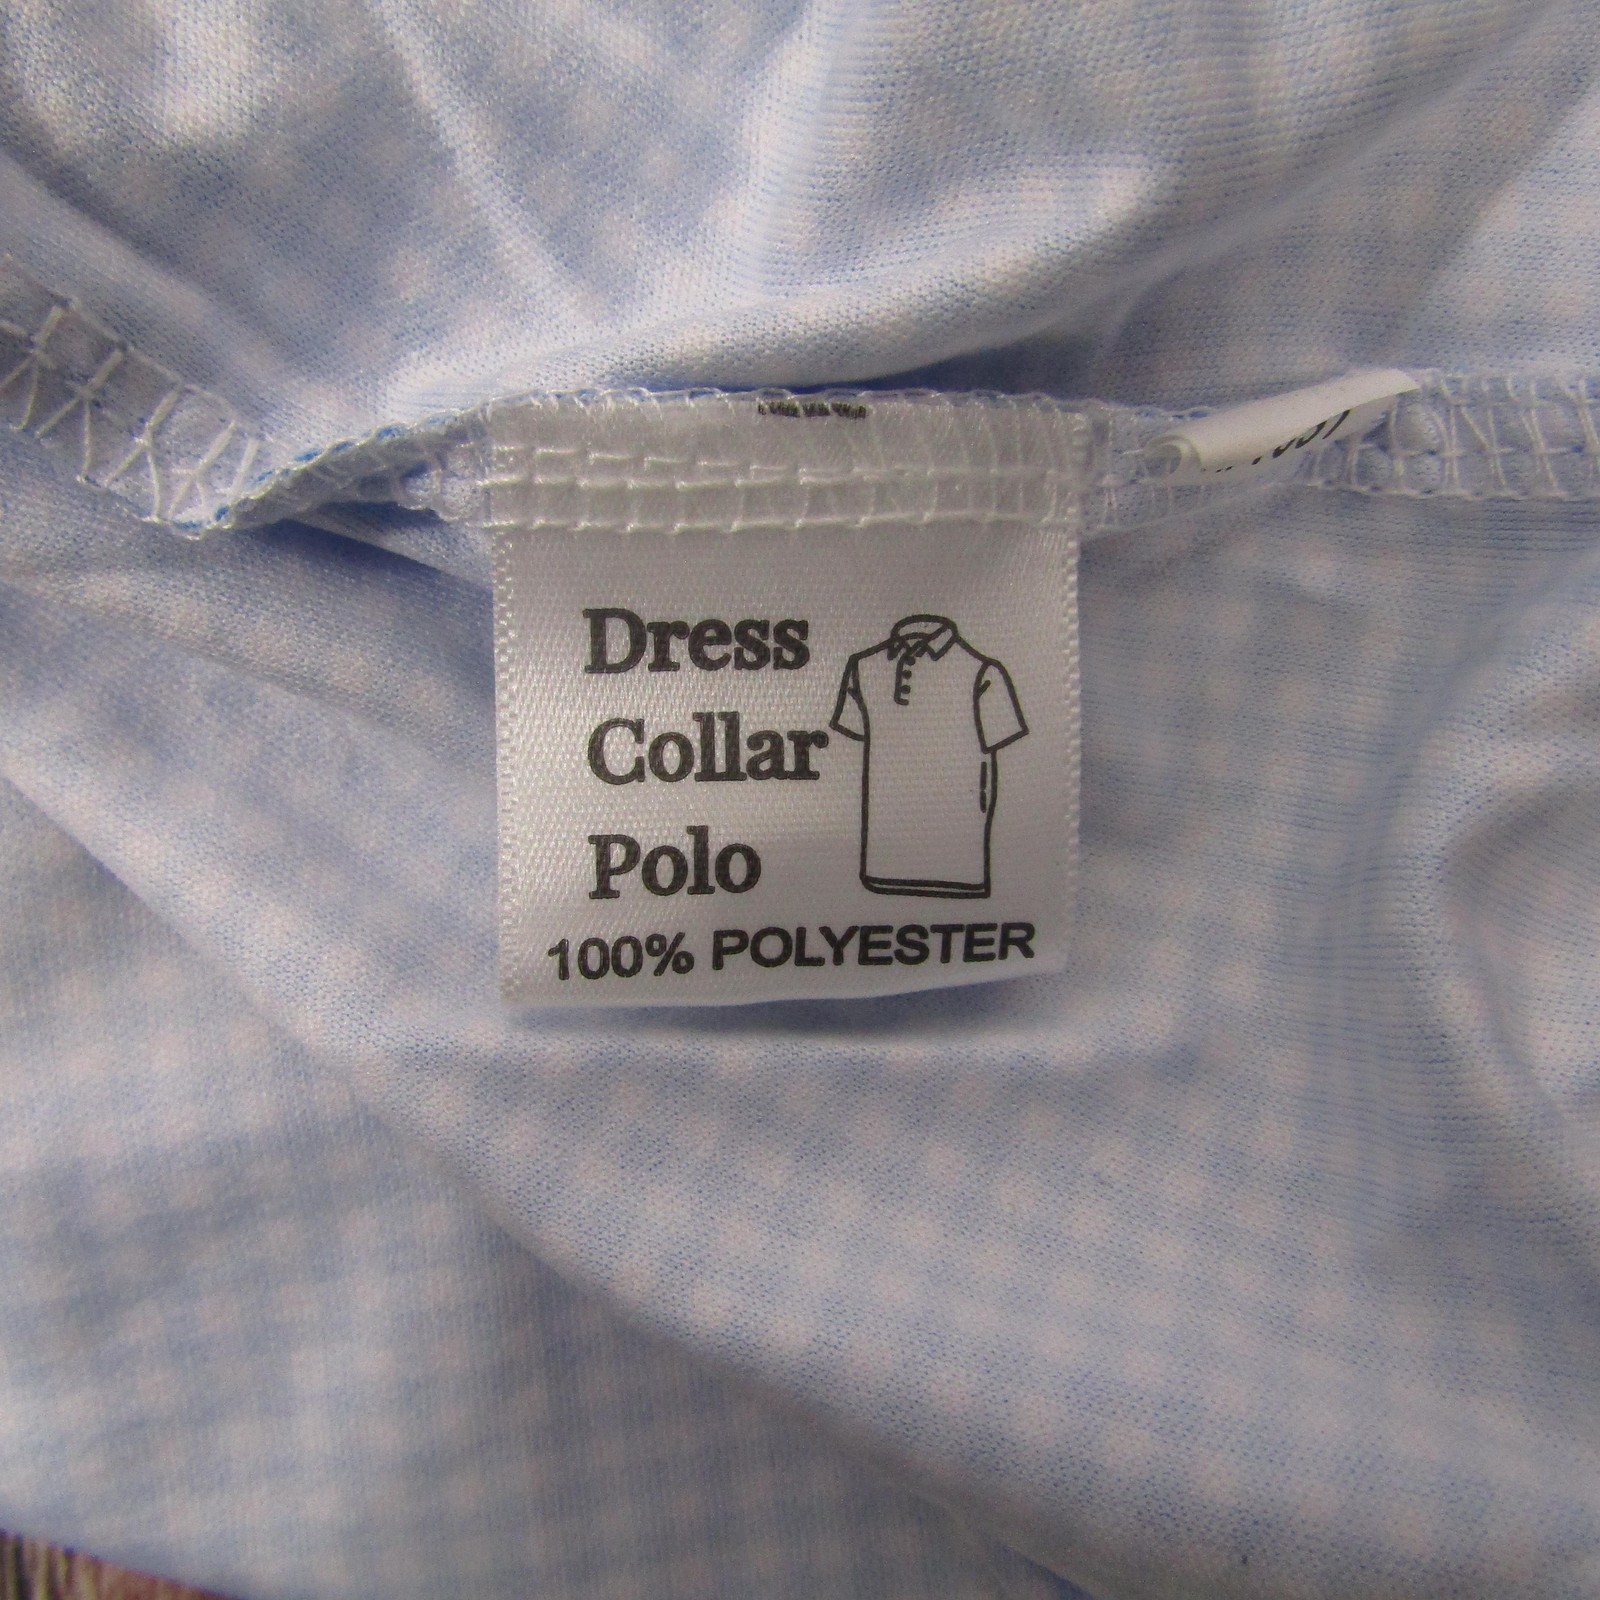 Dress
Collar
Polo
100% POLYESTER